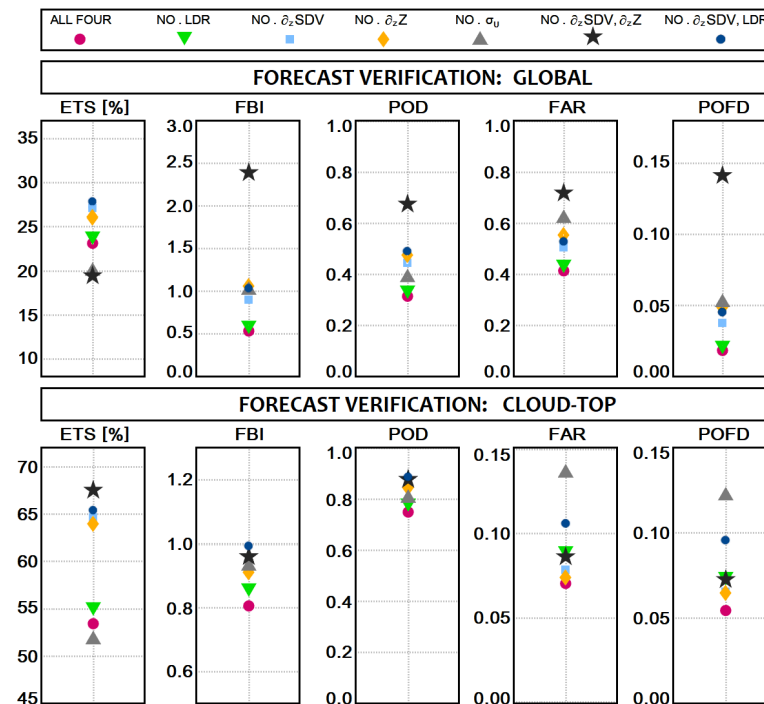 ALL FOUR NO. LDR NO. ∂zSDV NO. ∂zZ NO. σu NO. ∂zSDV, ∂zZ NO. ∂zSDV, LDR
FORECAST VERIFICATION: GLOBAL
ETS [%] FBI POD FAR POFD
35 30 25 20 15 10
3.0 2.5 2.0 1.5 1.0 0.5 0.0
1.0 0.8 0.6 0.4 0.2 0.0
1.0 0.8 0.6 0.4 0.2 0.0
0.15 0.10 0.05 0.00
FORECAST VERIFICATION: CLOUD-TOP
ETS [%] FBI POD FAR POFD
70 65 60 55 50 45
1.2 1.0 0.8 0.6
1.0 0.8 0.6 0.4 0.2 0.0
0.15 0.10 0.05 0.00
0.15 0.10 0.05 0.00